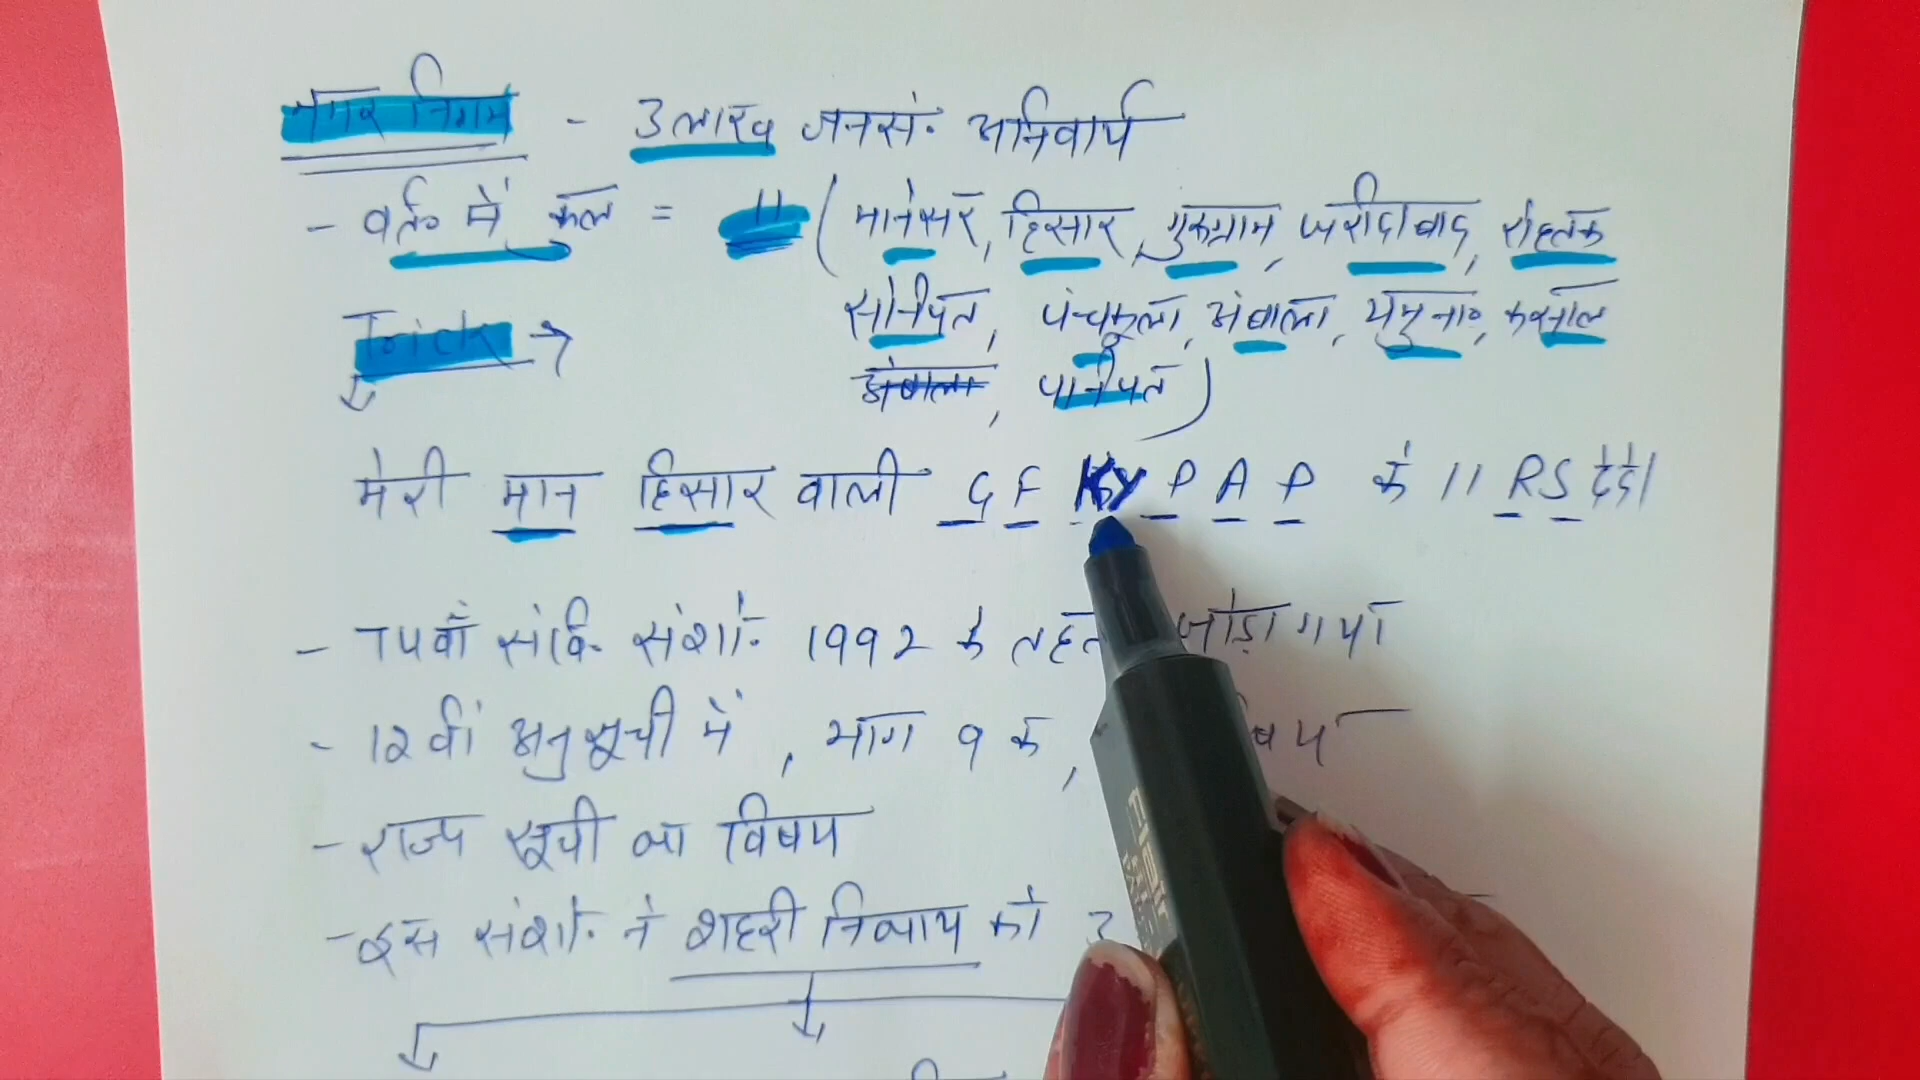 नगर निगम - 3 लाख जनसं. अनिवार्य
- वर्त. में कुल = 11 (मानेसर, हिसार, गुरुग्राम, फरीदाबाद, रोहतक
सोनीपत, पंचकूला, अंबाला, यमुना०, करनाल
Trick → अंबाला, पानीपत)
मेरी मान हिसार वाली G F K Y P A P के 11 RS दे दे।
- 74वाँ संवि. संशो. 1992 के तहत जोड़ा गया
- 12वीं अनुसूची में, भाग 9 क,
- राज्य सूची का विषय
- इस संशो. ने शहरी निकाय को 3